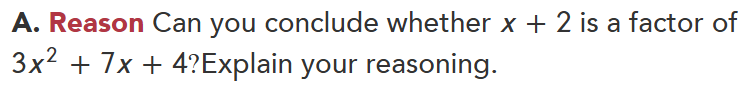 A. Reason Can you conclude whether x + 2 is a factor of
3x² + 7x + 4?Explain your reasoning.